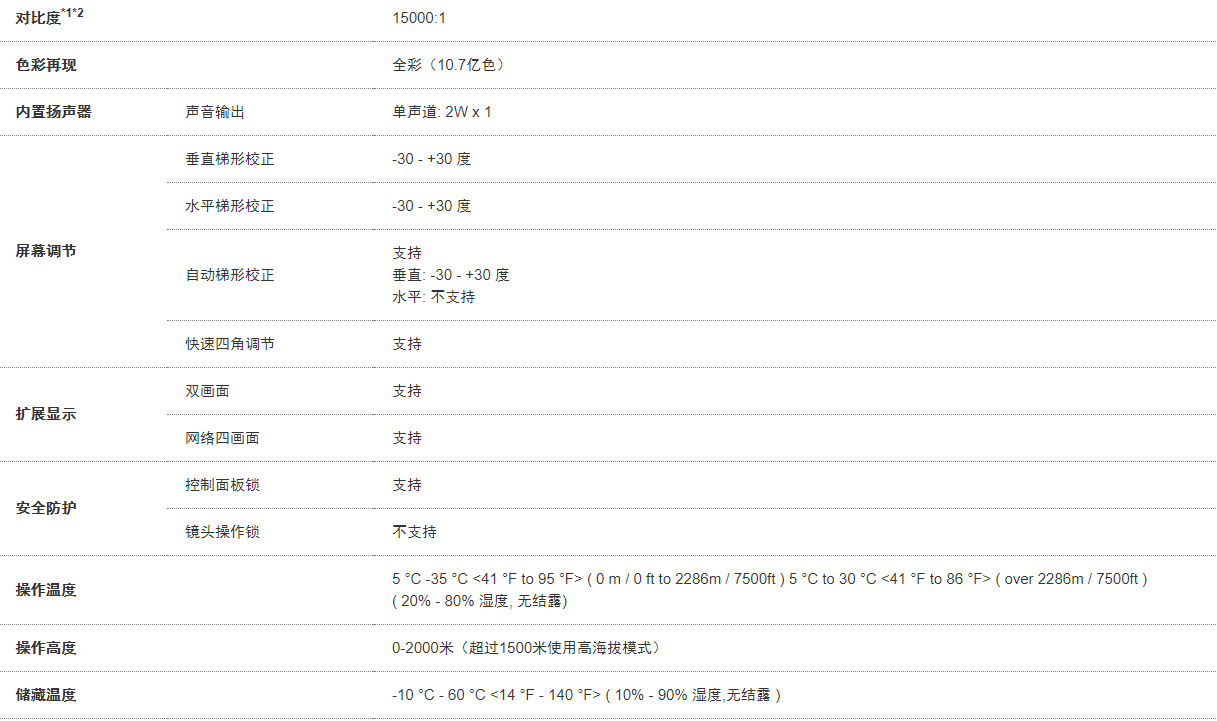 对比度*1*2 15000:1
色彩再现 全彩（10.7亿色）
内置扬声器 声音输出 单声道: 2W x 1
屏幕调节 垂直梯形校正 -30 - +30 度
水平梯形校正 -30 - +30 度
自动梯形校正 支持
垂直: -30 - +30 度
水平: 不支持
快速四角调节 支持
扩展显示 双画面 支持
网络四画面 支持
安全防护 控制面板锁 支持
镜头操作锁 不支持
操作温度 5 °C -35 °C <41 °F to 95 °F> ( 0 m / 0 ft to 2286m / 7500ft ) 5 °C to 30 °C <41 °F to 86 °F> ( over 2286m / 7500ft )
( 20% - 80% 湿度, 无结露)
操作高度 0-2000米（超过1500米使用高海拔模式）
储藏温度 -10 °C - 60 °C <14 °F - 140 °F> ( 10% - 90% 湿度,无结露 )